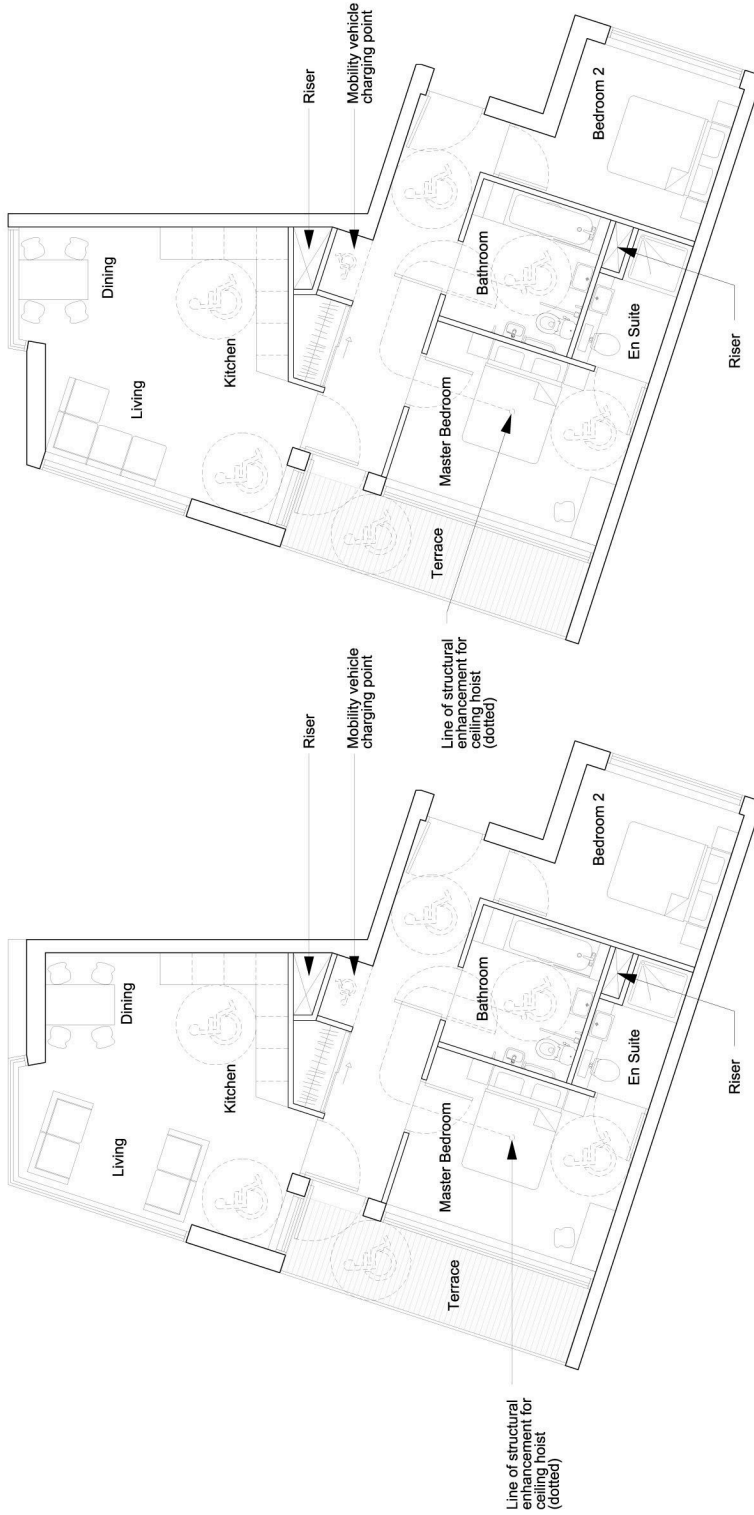 Dining
Living
Kitchen
Riser
Mobility vehicle
charging point
Terrace
Master Bedroom
Bathroom
Bedroom 2
En Suite
Riser
Line of structural
enhancement for
ceiling hoist
(dotted)
Dining
Living
Kitchen
Riser
Mobility vehicle
charging point
Terrace
Master Bedroom
Bathroom
Bedroom 2
En Suite
Riser
Line of structural
enhancement for
ceiling hoist
(dotted)